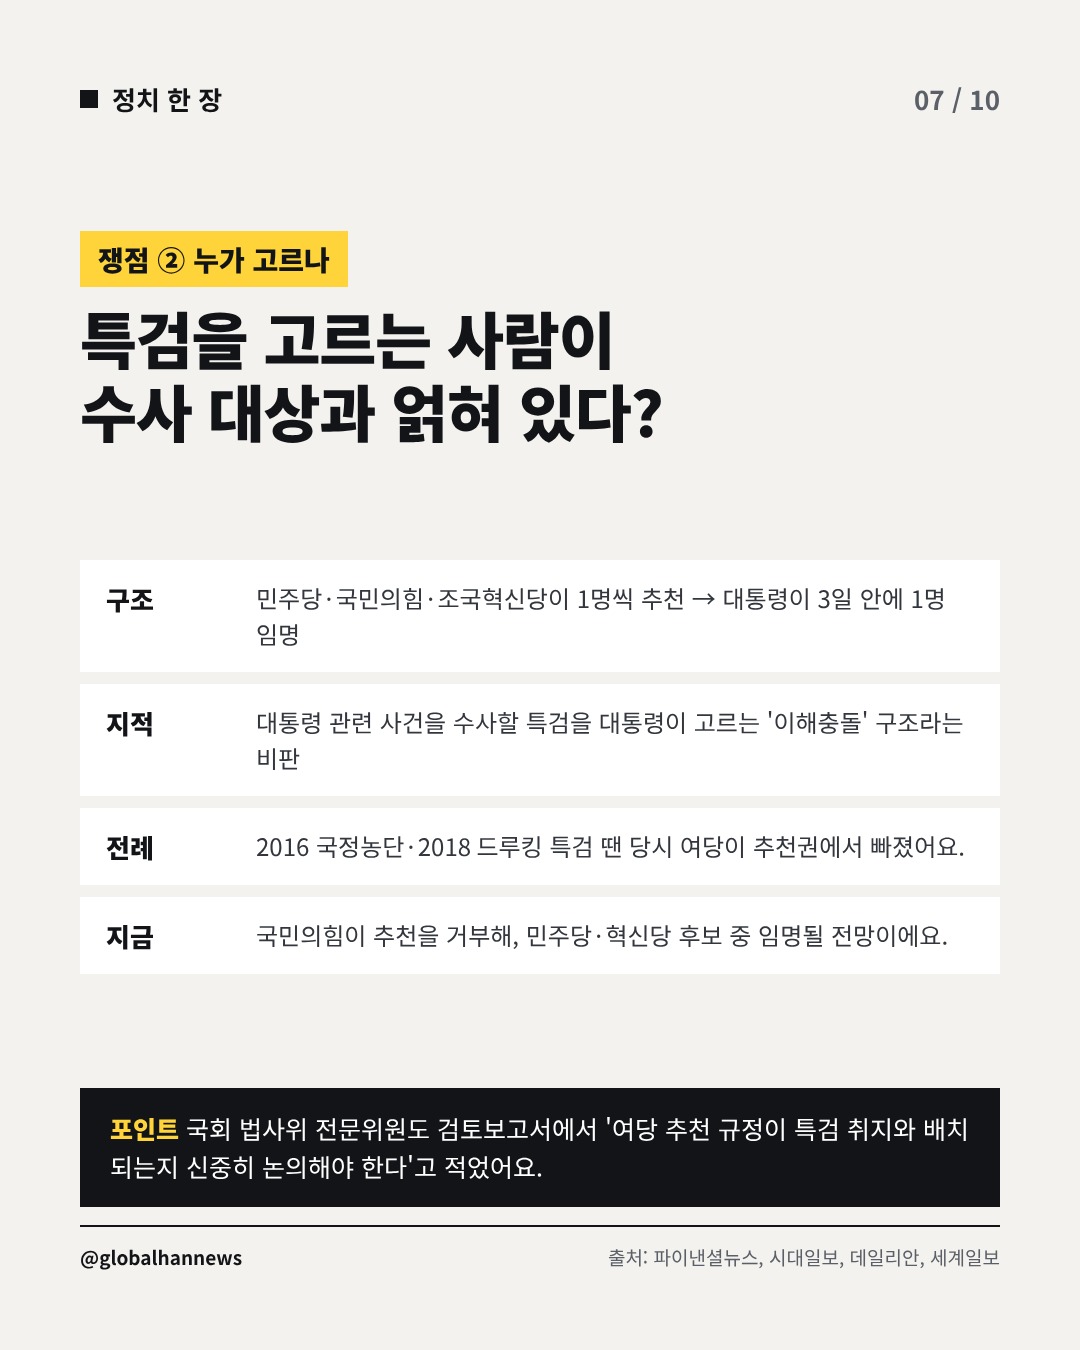 ■ 정치 한 장
07 / 10
쟁점 ② 누가 고르나
특검을 고르는 사람이
수사 대상과 얽혀 있다?
구조
민주당·국민의힘·조국혁신당이 1명씩 추천 → 대통령이 3일 안에 1명
임명
지적
대통령 관련 사건을 수사할 특검을 대통령이 고르는 '이해충돌' 구조라는
비판
전례
2016 국정농단·2018 드루킹 특검 땐 당시 여당이 추천권에서 빠졌어요.
지금
국민의힘이 추천을 거부해, 민주당·혁신당 후보 중 임명될 전망이에요.
포인트 국회 법사위 전문위원도 검토보고서에서 '여당 추천 규정이 특검 취지와 배치
되는지 신중히 논의해야 한다'고 적었어요.
@globalhannews
출처: 파이낸셜뉴스, 시대일보, 데일리안, 세계일보